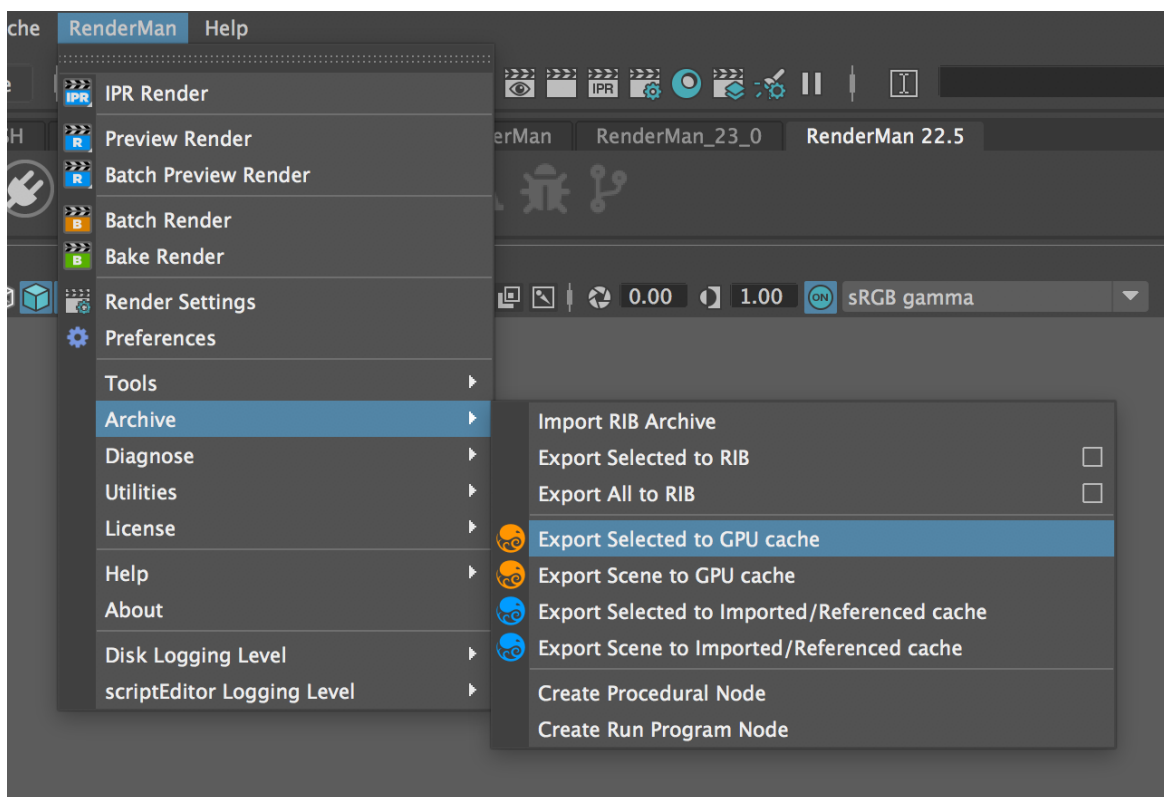 che RenderMan Help
IPR
RenderMan RenderMan_23_0 RenderMan 22.5
IPR IPR Render
R Preview Render
R Batch Preview Render
B Batch Render
B Bake Render
Render Settings
0.00 1.00 ON sRGB gamma
Preferences
Tools
Archive
Diagnose
Utilities
License
Help
About
Disk Logging Level
scriptEditor Logging Level
Import RIB Archive
Export Selected to RIB
Export All to RIB
Export Selected to GPU cache
Export Scene to GPU cache
Export Selected to Imported/Referenced cache
Export Scene to Imported/Referenced cache
Create Procedural Node
Create Run Program Node